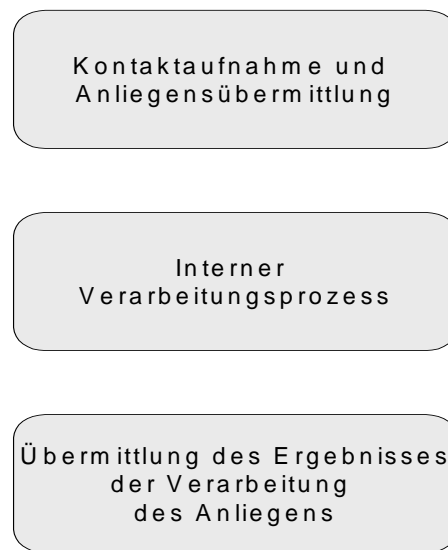 Kontaktaufnahme und
Anliegensübermittlung
Interner
Verarbeitungsprozess
Übermittlung des Ergebnisses
der Verarbeitung
des Anliegens